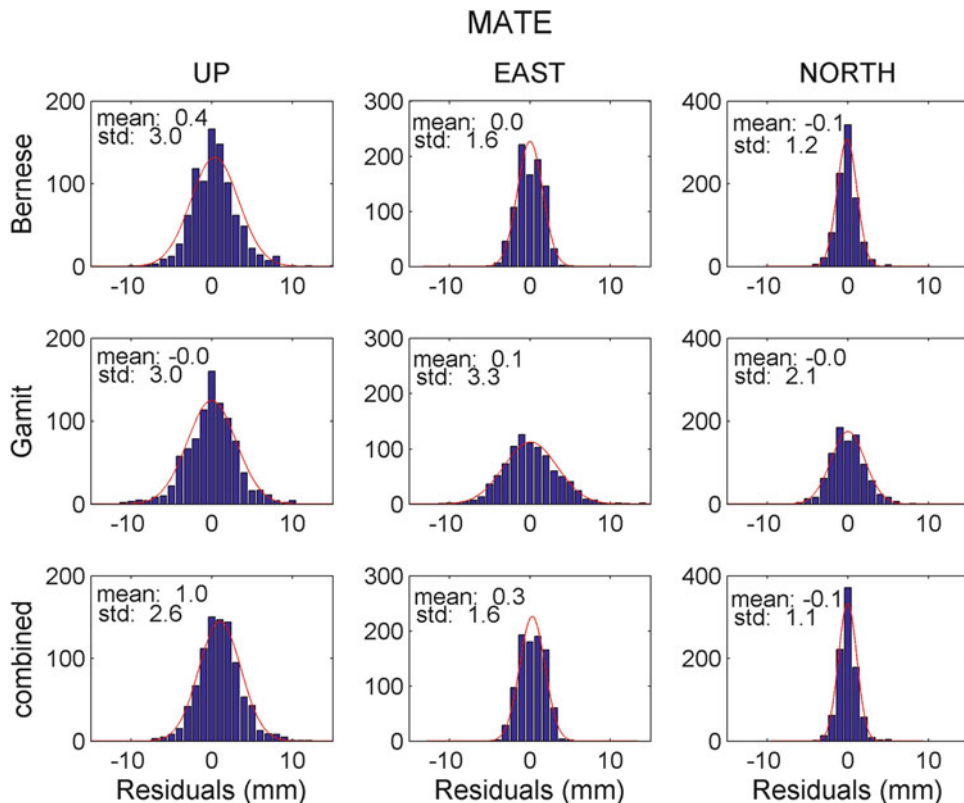 MATE
UP EAST NORTH
Bernese
200
100
0
-10 0 10
mean: 0.4
std: 3.0
300
200
100
0
-10 0 10
mean: 0.0
std: 1.6
400
200
0
-10 0 10
mean: -0.1
std: 1.2
Gamit
200
100
0
-10 0 10
mean: -0.0
std: 3.0
300
200
100
0
-10 0 10
mean: 0.1
std: 3.3
400
200
0
-10 0 10
mean: -0.0
std: 2.1
combined
200
100
0
-10 0 10
mean: 1.0
std: 2.6
Residuals (mm)
300
200
100
0
-10 0 10
mean: 0.3
std: 1.6
Residuals (mm)
400
200
0
-10 0 10
mean: -0.1
std: 1.1
Residuals (mm)